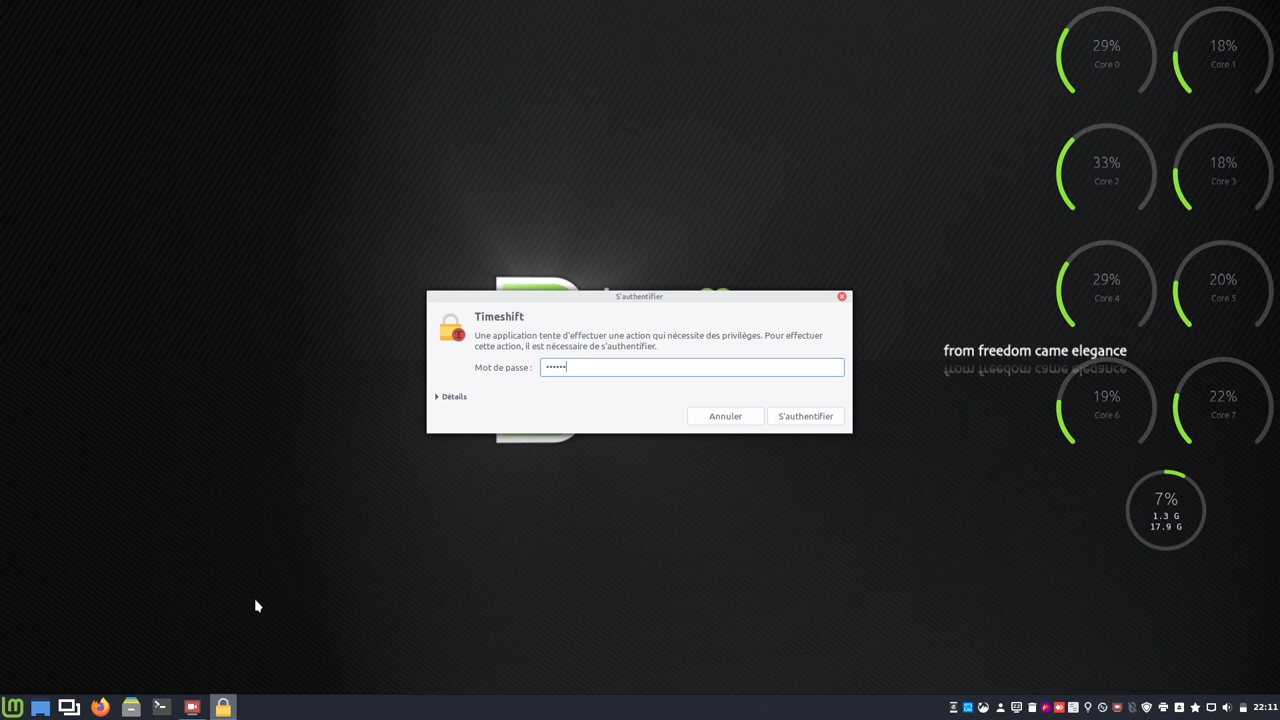 29%
Core 0
18%
Core 1
33%
Core 2
18%
Core 3
29%
Core 4
20%
Core 5
S'authentifier
Timeshift
Une application tente d'effectuer une action qui nécessite des privilèges. Pour effectuer
cette action, il est nécessaire de s'authentifier.
Mot de passe : ••••••
Détails
Annuler
S'authentifier
from freedom came elegance
19%
Core 6
22%
Core 7
7%
1.3 G
17.9 G
22:11